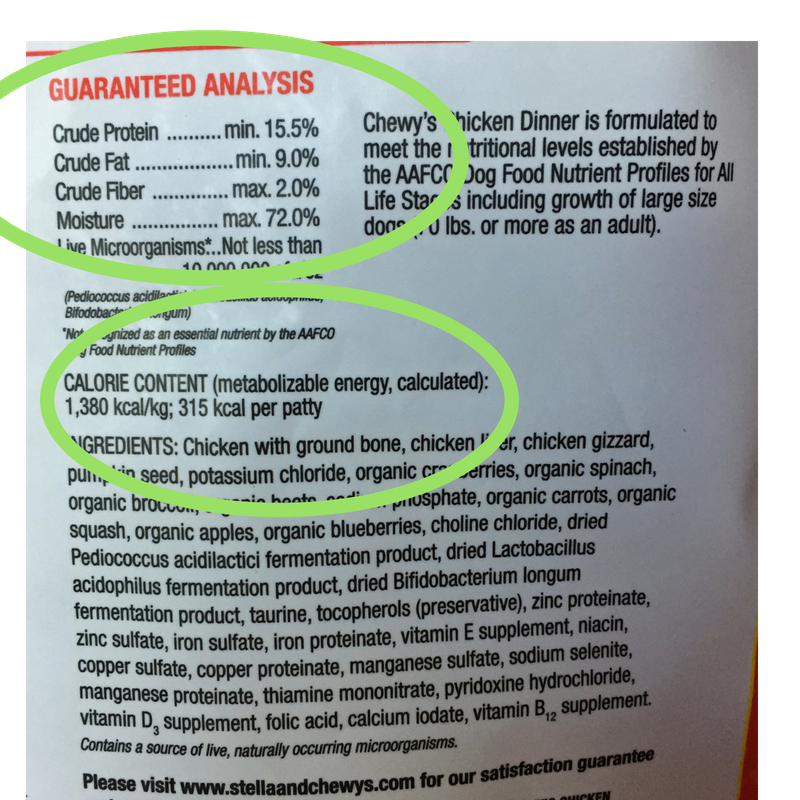 GUARANTEED ANALYSIS
Crude Protein .......... min. 15.5%
Crude Fat .................. min. 9.0%
Crude Fiber ............... max. 2.0%
Moisture ................ max. 72.0%
Live Microorganisms*..Not less than
10,000,000
(Pediococcus
Bifodobacterium longum)
*Not recognized as an essential nutrient by the AAFCO
Dog Food Nutrient Profiles
Chewy's Chicken Dinner is formulated to
meet the nutritional levels established by
the AAFCO Dog Food Nutrient Profiles for All
Life Stages including growth of large size
dogs (70 lbs. or more as an adult).
CALORIE CONTENT (metabolizable energy, calculated):
1,380 kcal/kg; 315 kcal per patty
INGREDIENTS: Chicken with ground bone, chicken liver, chicken gizzard,
pumpkin seed, potassium chloride, organic cranberries, organic spinach,
organic broccoli, organic beets, sodium phosphate, organic carrots, organic
squash, organic apples, organic blueberries, choline chloride, dried
Pediococcus acidilactici fermentation product, dried Lactobacillus
acidophilus fermentation product, dried Bifidobacterium longum
fermentation product, taurine, tocopherols (preservative), zinc proteinate,
zinc sulfate, iron sulfate, iron proteinate, vitamin E supplement, niacin,
copper sulfate, copper proteinate, manganese sulfate, sodium selenite,
manganese proteinate, thiamine mononitrate, pyridoxine hydrochloride,
vitamin D3 supplement, folic acid, calcium iodate, vitamin B12 supplement.
Contains a source of live, naturally occurring microorganisms.
Please visit www.stellaandchewys.com for our satisfaction guarantee
CHICKEN